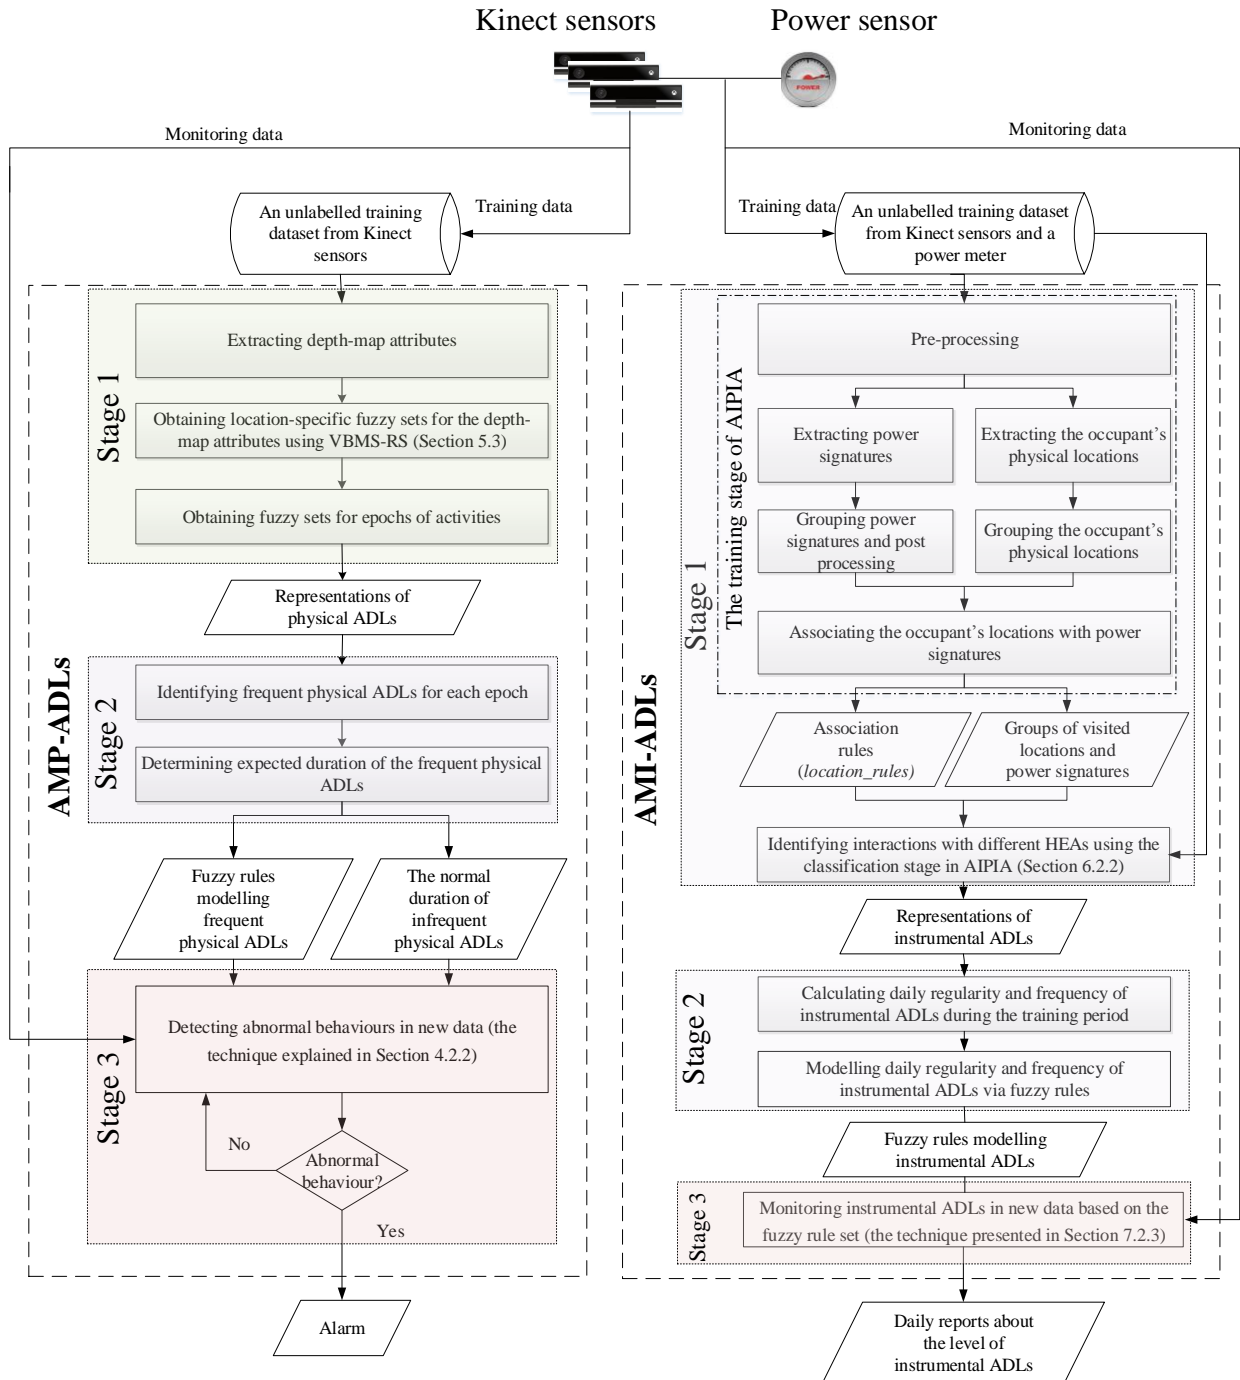 Kinect sensors
Power sensor
POWER
Monitoring data
Monitoring data
Training data
Training data
An unlabelled training
dataset from Kinect
sensors
An unlabelled training dataset
from Kinect sensors and a
power meter
AMP-ADLs
Stage 1
Extracting depth-map attributes
Obtaining location-specific fuzzy sets for the depth-
map attributes using VBMS-RS (Section 5.3)
Obtaining fuzzy sets for epochs of activities
Representations of
physical ADLs
Stage 2
Identifying frequent physical ADLs for each epoch
Determining expected duration of the frequent physical
ADLs
Fuzzy rules
modelling
frequent
physical ADLs
The normal
duration of
infrequent
physical ADLs
Stage 3
Detecting abnormal behaviours in new data (the
technique explained in Section 4.2.2)
No
Abnormal
behaviour?
Yes
Alarm
AMI-ADLs
Stage 1
The training stage of AIPIA
Pre-processing
Extracting power
signatures
Extracting the occupant's
physical locations
Grouping power
signatures and post
processing
Grouping the occupant's
physical locations
Associating the occupant's locations with power
signatures
Association
rules
(location_rules)
Groups of visited
locations and
power signatures
Identifying interactions with different HEAs using the
classification stage in AIPIA (Section 6.2.2)
Representations of
instrumental ADLs
Stage 2
Calculating daily regularity and frequency of
instrumental ADLs during the training period
Modelling daily regularity and frequency of
instrumental ADLs via fuzzy rules
Fuzzy rules modelling
instrumental ADLs
Stage 3
Monitoring instrumental ADLs in new data based on the
fuzzy rule set (the technique presented in Section 7.2.3)
Daily reports about
the level of
instrumental ADLs